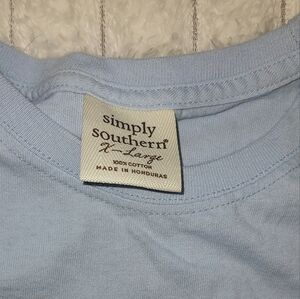 simply
southern®
X-Large
100% COTTON
MADE IN HONDURAS